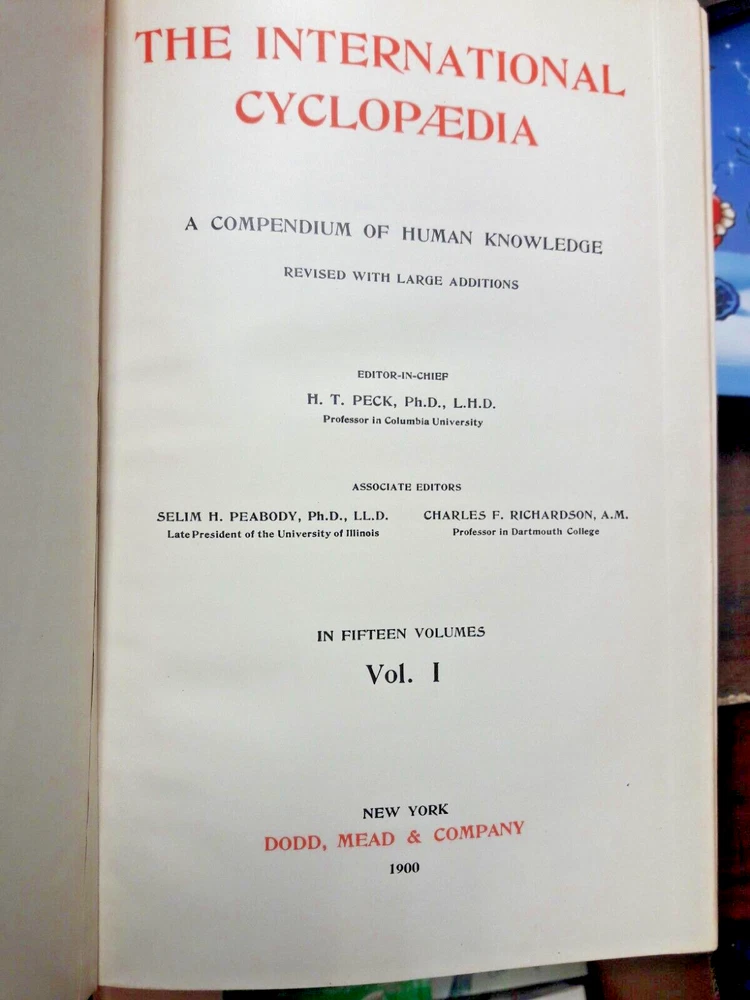 THE INTERNATIONAL
CYCLOPÆDIA
A COMPENDIUM OF HUMAN KNOWLEDGE
REVISED WITH LARGE ADDITIONS
EDITOR-IN-CHIEF
H. T. PECK, Ph.D., L.H.D.
Professor in Columbia University
ASSOCIATE EDITORS
SELIM H. PEABODY, Ph.D., LL.D.
Late President of the University of Illinois
CHARLES F. RICHARDSON, A.M.
Professor in Dartmouth College
IN FIFTEEN VOLUMES
Vol. I
NEW YORK
DODD, MEAD & COMPANY
1900